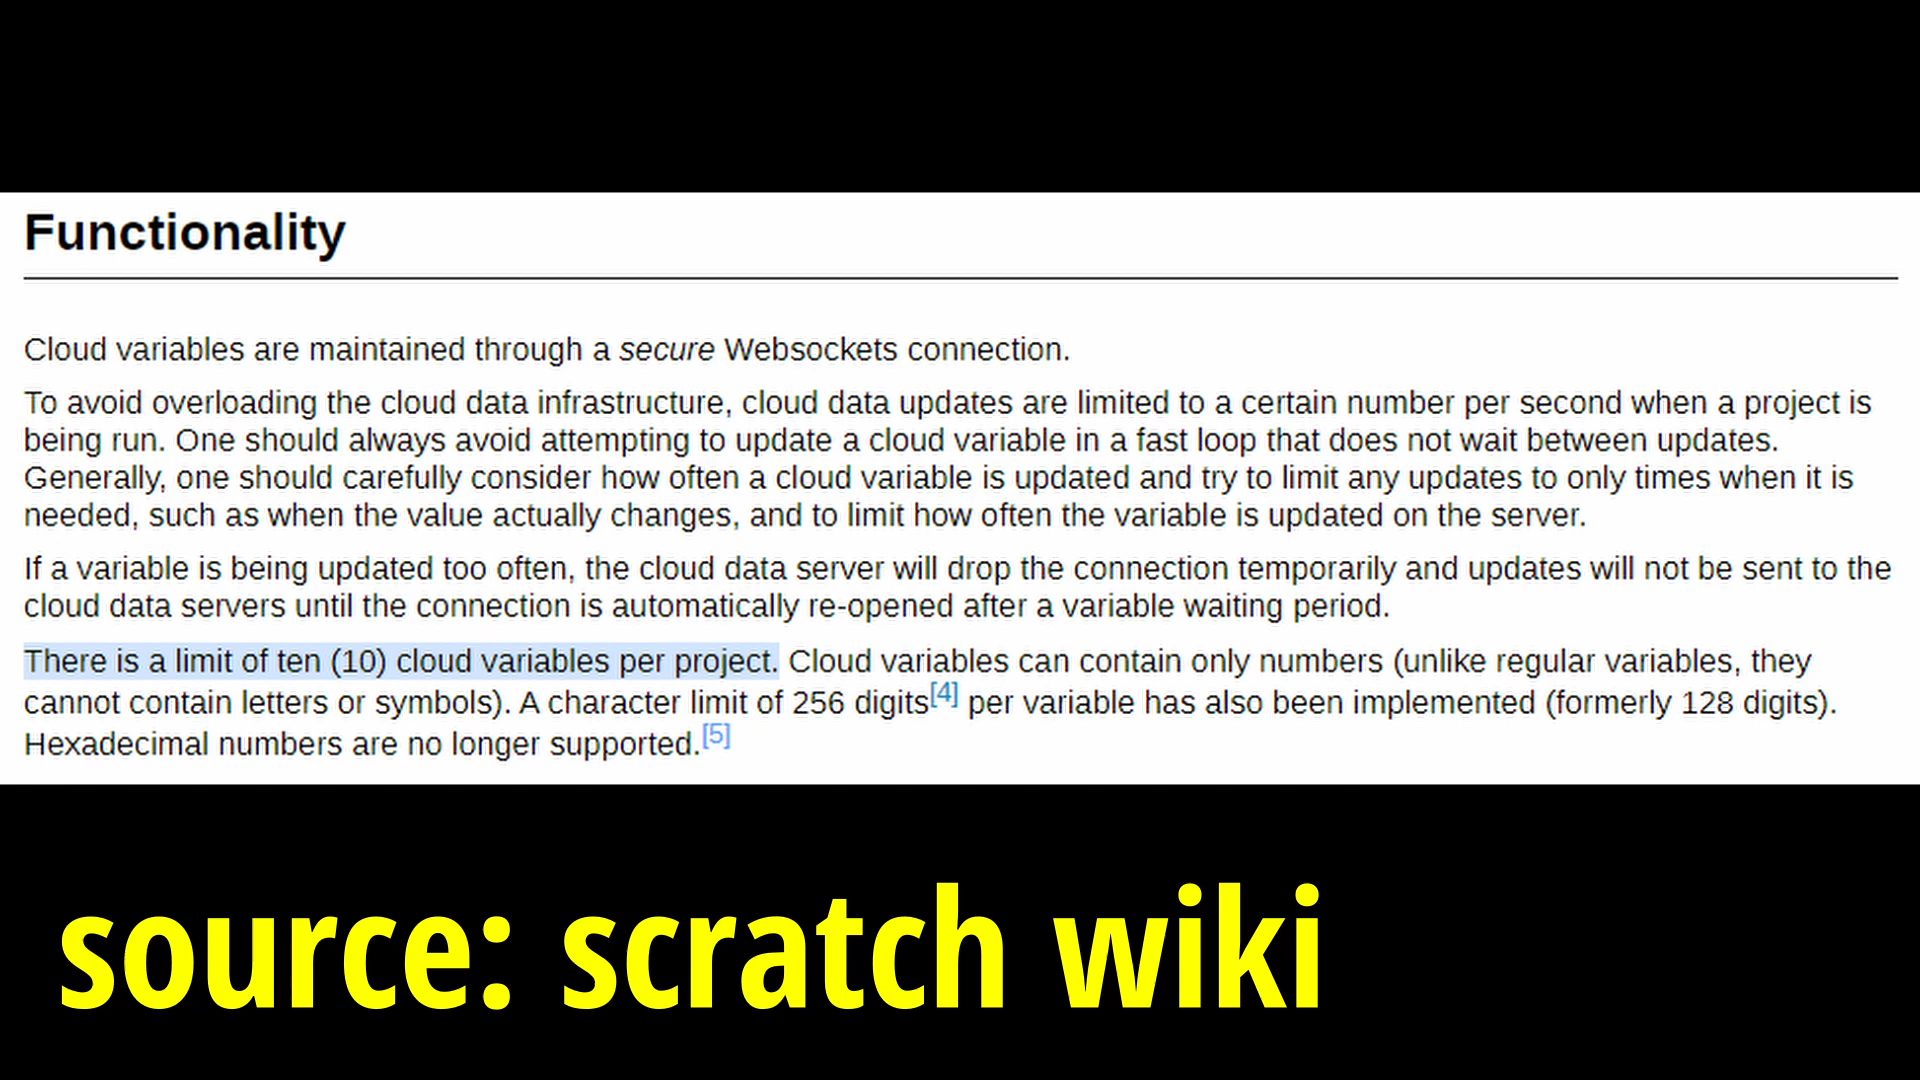 Functionality
Cloud variables are maintained through a secure Websockets connection.
To avoid overloading the cloud data infrastructure, cloud data updates are limited to a certain number per second when a project is
being run. One should always avoid attempting to update a cloud variable in a fast loop that does not wait between updates.
Generally, one should carefully consider how often a cloud variable is updated and try to limit any updates to only times when it is
needed, such as when the value actually changes, and to limit how often the variable is updated on the server.
If a variable is being updated too often, the cloud data server will drop the connection temporarily and updates will not be sent to the
cloud data servers until the connection is automatically re-opened after a variable waiting period.
There is a limit of ten (10) cloud variables per project. Cloud variables can contain only numbers (unlike regular variables, they
cannot contain letters or symbols). A character limit of 256 digits[4] per variable has also been implemented (formerly 128 digits).
Hexadecimal numbers are no longer supported.[5]
source: scratch wiki